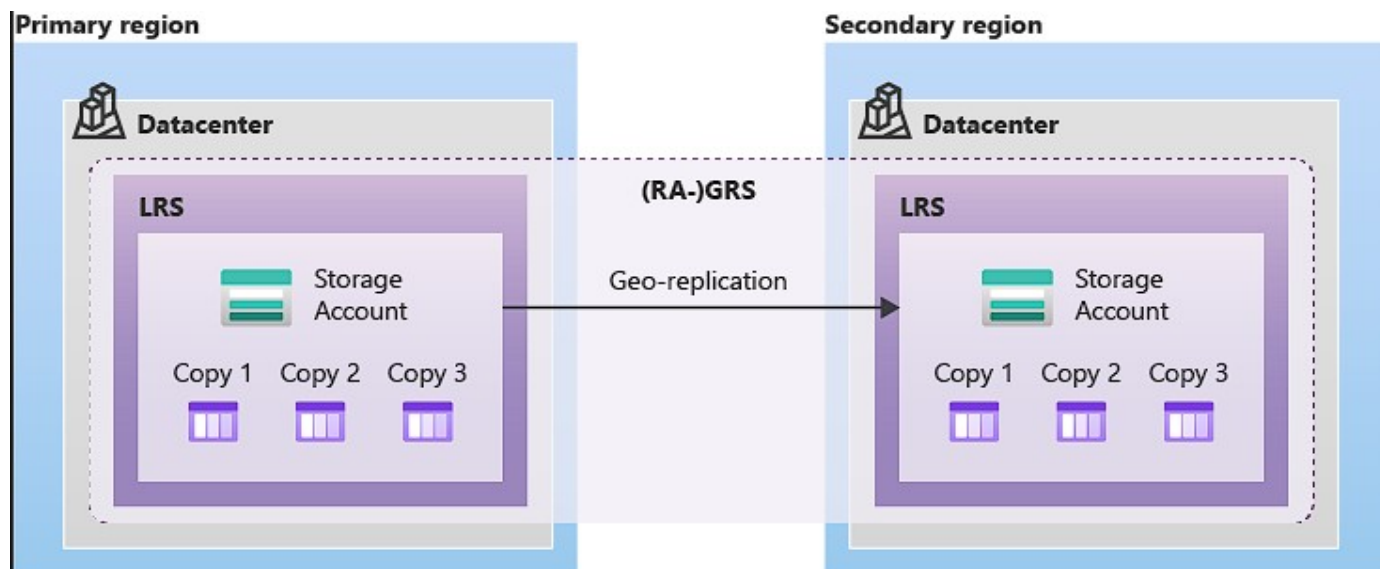 Primary region
Secondary region
Datacenter
Datacenter
(RA-)GRS
LRS
LRS
Storage
Account
Geo-replication
Storage
Account
Copy 1 Copy 2 Copy 3
Copy 1 Copy 2 Copy 3